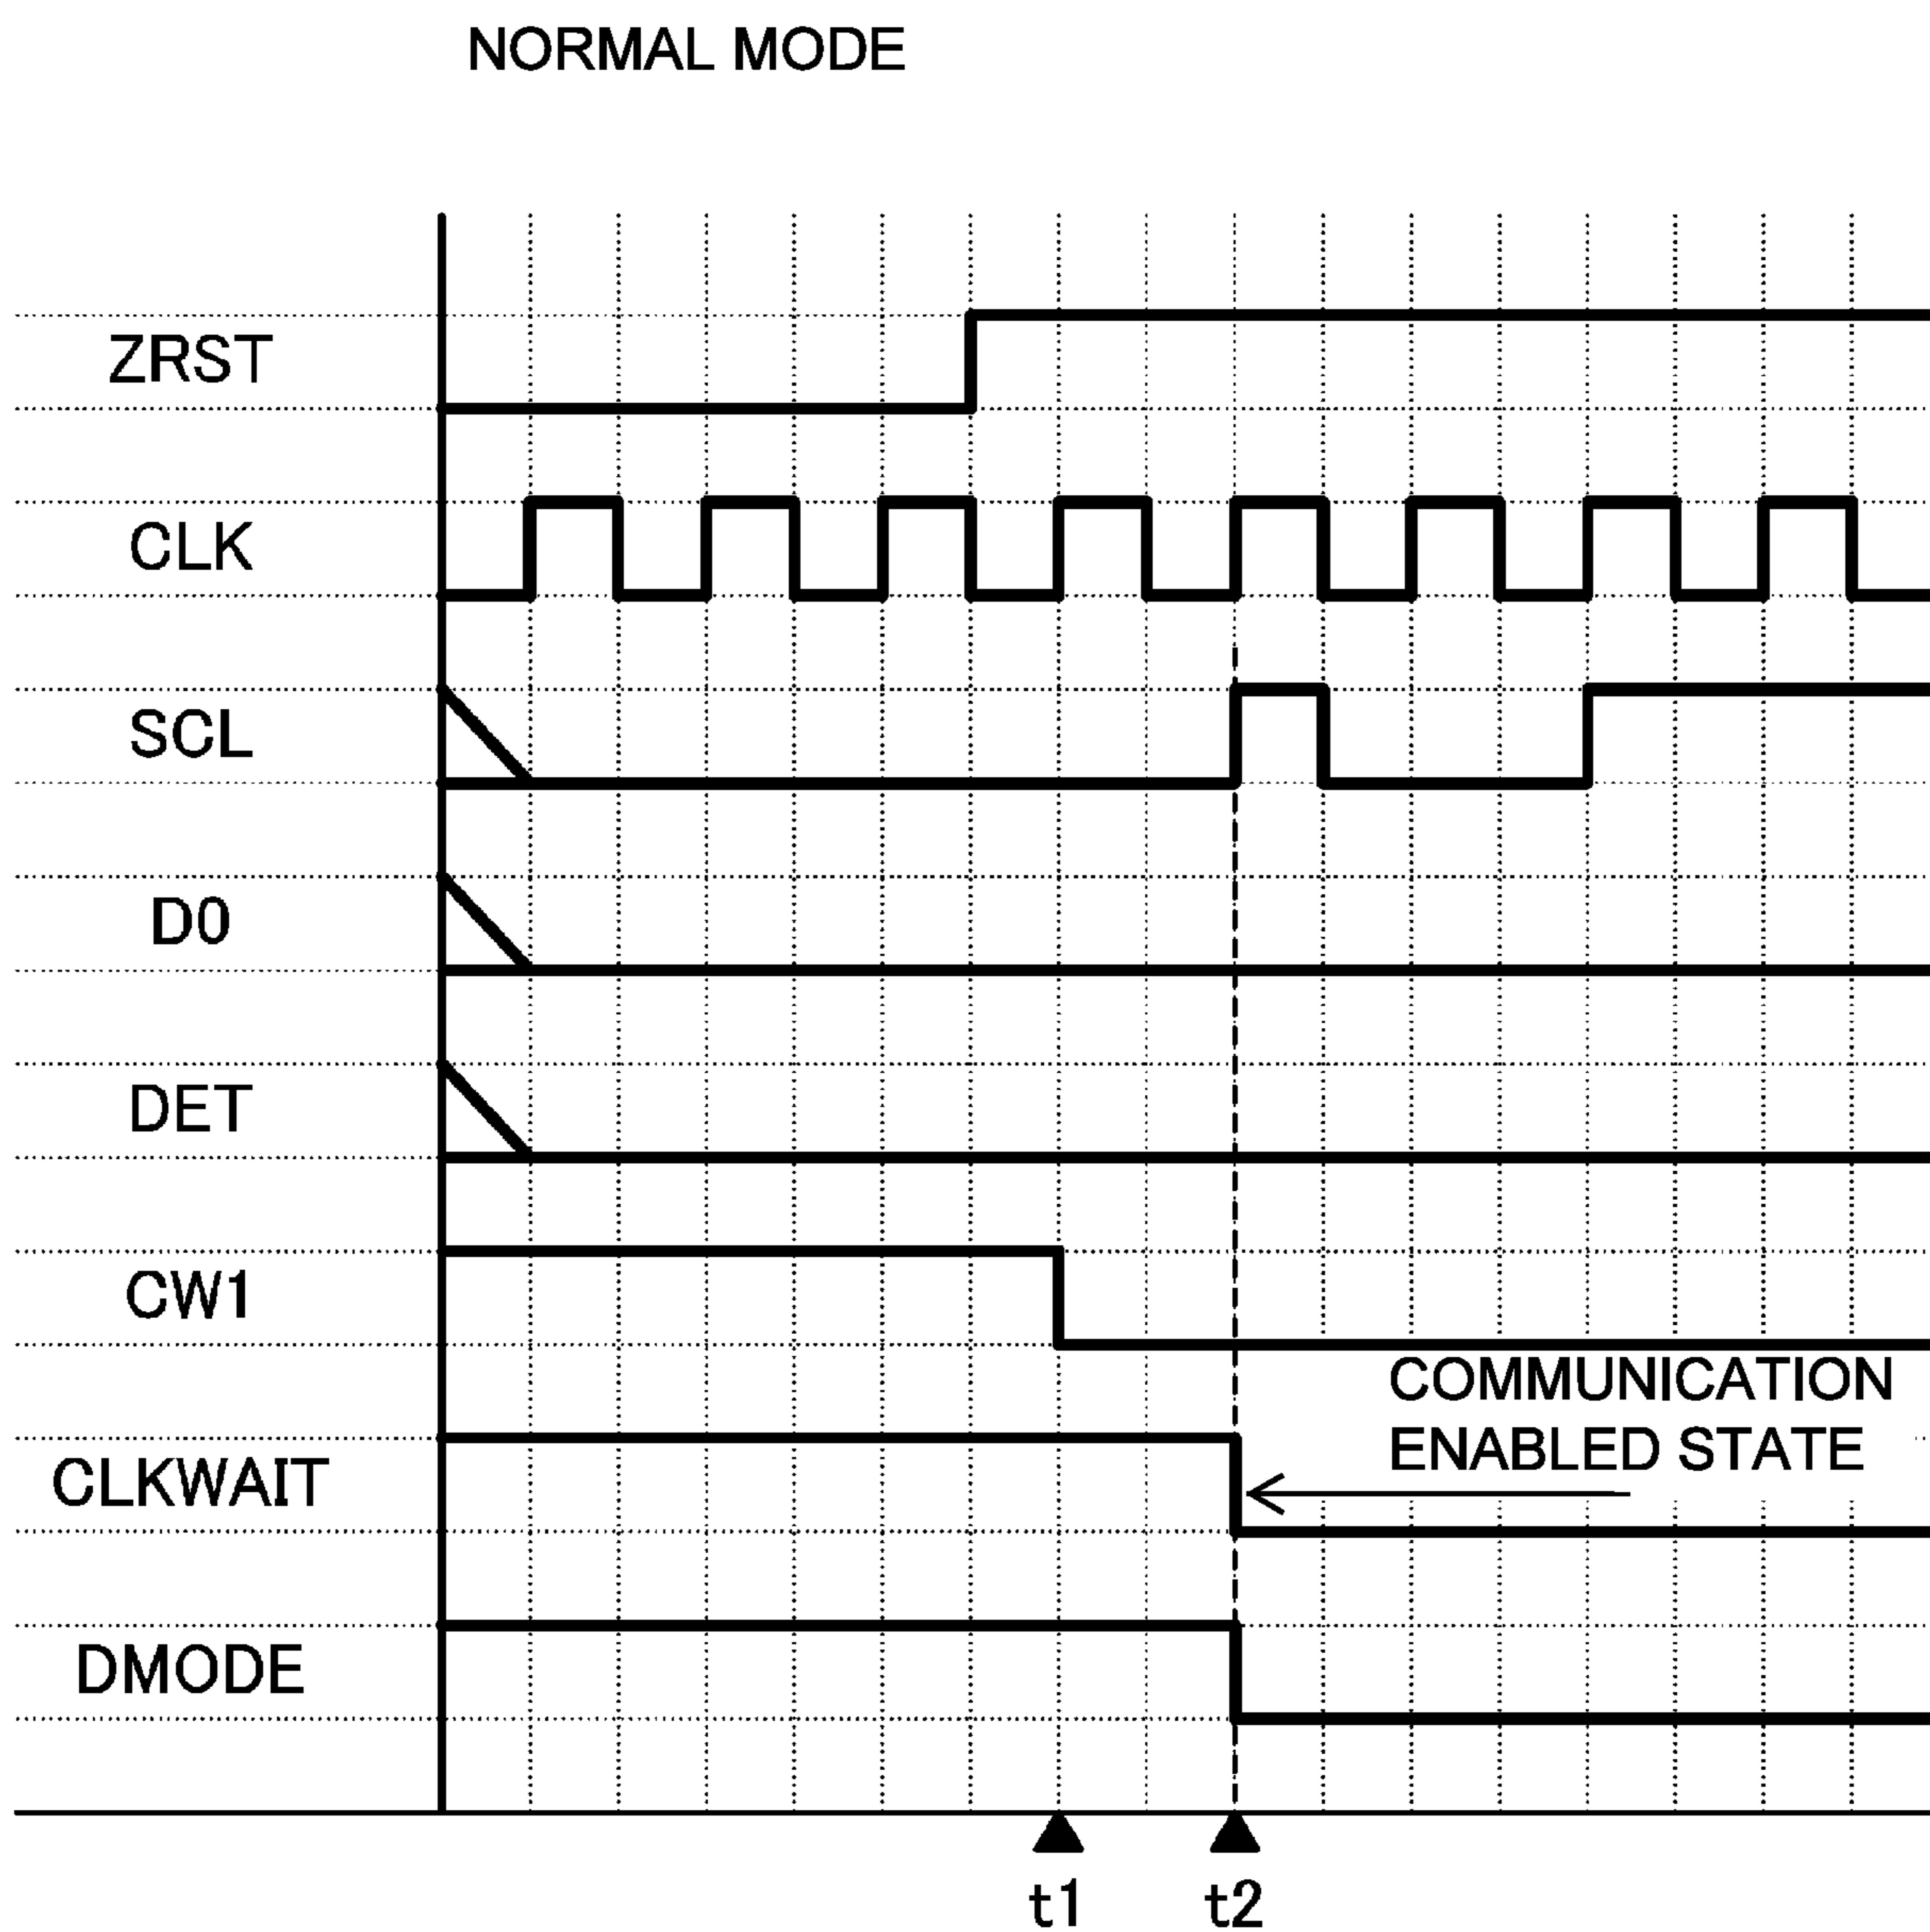 NORMAL MODE
ZRST
CLK
SCL
D0
DET
CW1
COMMUNICATION
ENABLED STATE
CLKWAIT
DMODE
t1 t2